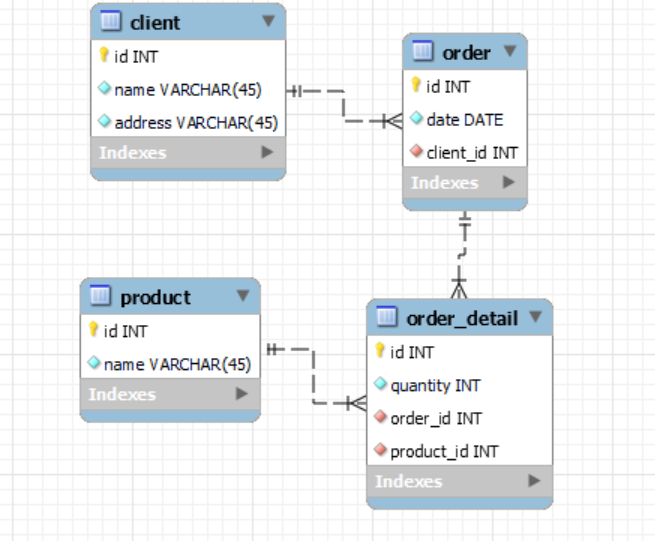 client
id INT
name VARCHAR(45)
address VARCHAR(45)
Indexes
order
id INT
date DATE
client_id INT
Indexes
product
id INT
name VARCHAR(45)
Indexes
order_detail
id INT
quantity INT
order_id INT
product_id INT
Indexes